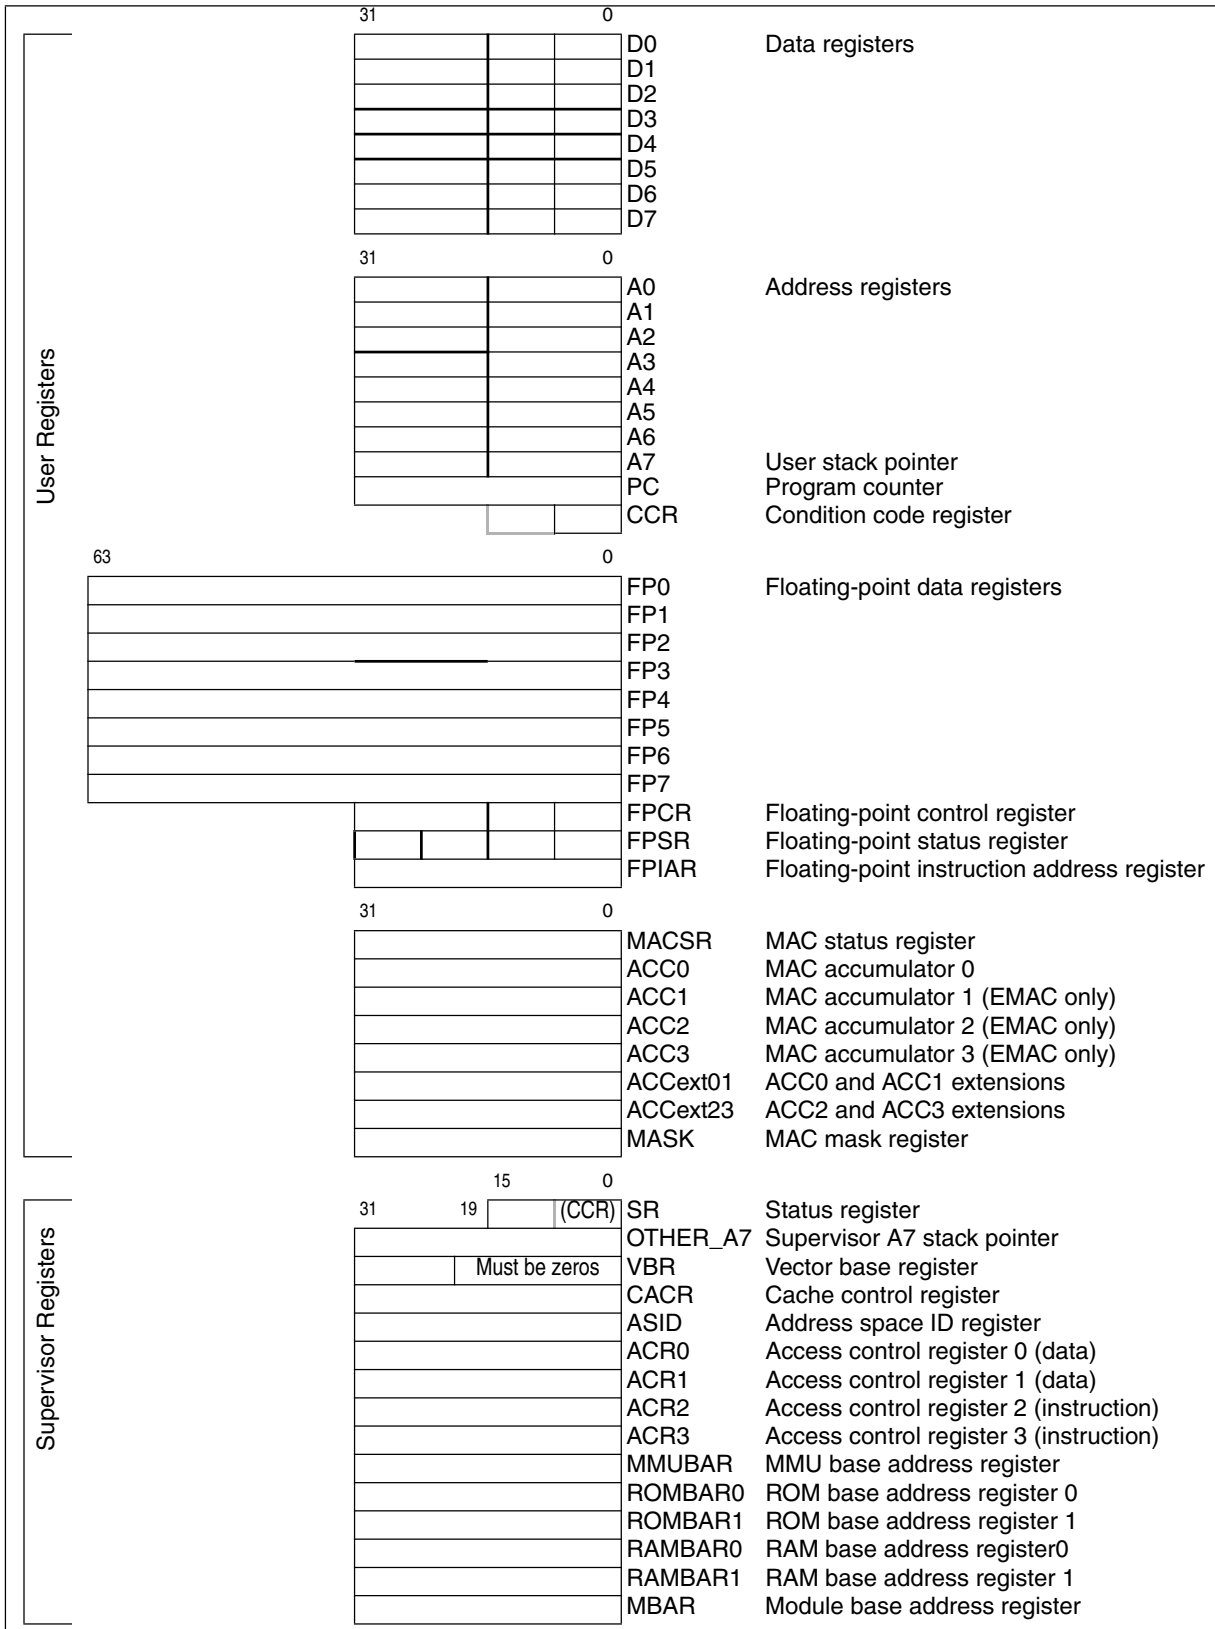 31 0
D0 Data registers
D1
D2
D3
D4
D5
D6
D7
31 0
A0 Address registers
A1
A2
A3
A4
A5
A6
A7 User stack pointer
PC Program counter
CCR Condition code register
User Registers
63 0
FP0 Floating-point data registers
FP1
FP2
FP3
FP4
FP5
FP6
FP7
FPCR Floating-point control register
FPSR Floating-point status register
FPIAR Floating-point instruction address register
31 0
MACSR MAC status register
ACC0 MAC accumulator 0
ACC1 MAC accumulator 1 (EMAC only)
ACC2 MAC accumulator 2 (EMAC only)
ACC3 MAC accumulator 3 (EMAC only)
ACCext01 ACC0 and ACC1 extensions
ACCext23 ACC2 and ACC3 extensions
MASK MAC mask register
15 0
31 19 (CCR) SR Status register
OTHER_A7 Supervisor A7 stack pointer
Must be zeros VBR Vector base register
CACR Cache control register
ASID Address space ID register
ACR0 Access control register 0 (data)
ACR1 Access control register 1 (data)
ACR2 Access control register 2 (instruction)
ACR3 Access control register 3 (instruction)
MMUBAR MMU base address register
ROMBAR0 ROM base address register 0
ROMBAR1 ROM base address register 1
RAMBAR0 RAM base address register0
RAMBAR1 RAM base address register 1
MBAR Module base address register
Supervisor Registers